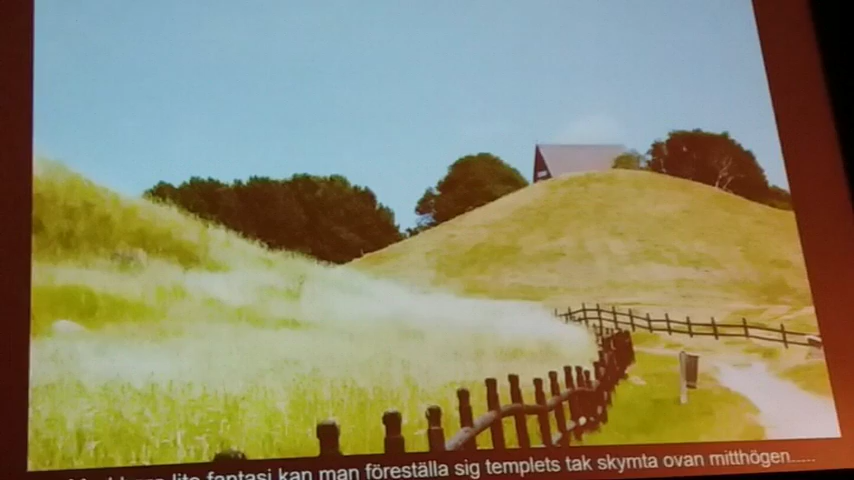 lite fantasi kan man föreställa sig templets tak skymta ovan mitthögen.....